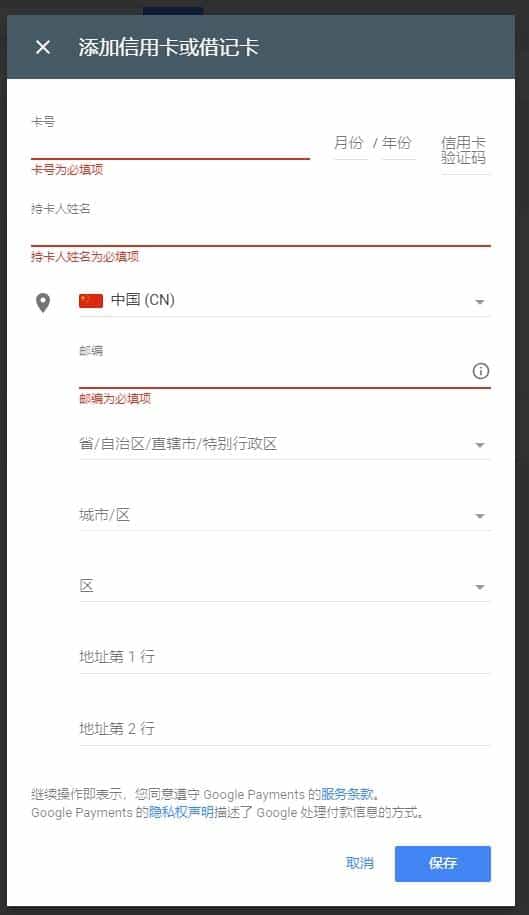 添加信用卡或借记卡
卡号
月份 / 年份
信用卡
验证码
卡号为必填项
持卡人姓名
持卡人姓名为必填项
中国 (CN)
邮编
邮编为必填项
省/自治区/直辖市/特别行政区
城市/区
区
地址第 1 行
地址第 2 行
继续操作即表示，您同意遵守 Google Payments 的服务条款。
Google Payments 的隐私权声明描述了 Google 处理付款信息的方式。
取消 保存